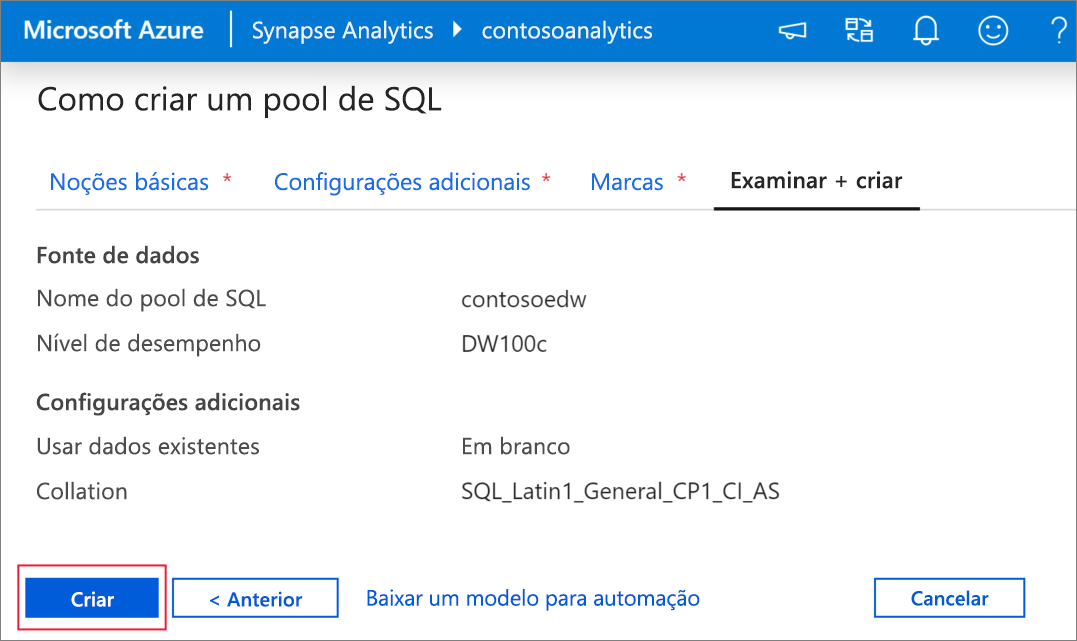 Microsoft Azure Synapse Analytics contosoanalytics ?
Como criar um pool de SQL
Noções básicas * Configurações adicionais * Marcas * Examinar + criar
Fonte de dados
Nome do pool de SQL contosoedw
Nível de desempenho DW100c
Configurações adicionais
Usar dados existentes Em branco
Collation SQL_Latin1_General_CP1_CI_AS
Criar < Anterior Baixar um modelo para automação Cancelar